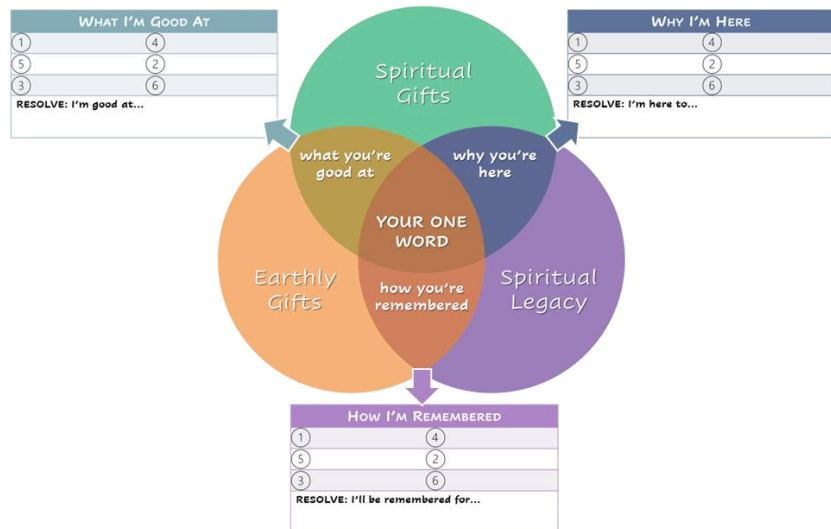 WHAT I'M GOOD AT
1 4
5 2
3 6
RESOLVE: I'm good at...
WHY I'M HERE
1 4
5 2
3 6
RESOLVE: I'm here to...
Spiritual
Gifts
what you're
good at
why you're
here
YOUR ONE
WORD
Earthly
Gifts
how you're
remembered
Spiritual
Legacy
HOW I'M REMEMBERED
1 4
5 2
3 6
RESOLVE: I'll be remembered for...